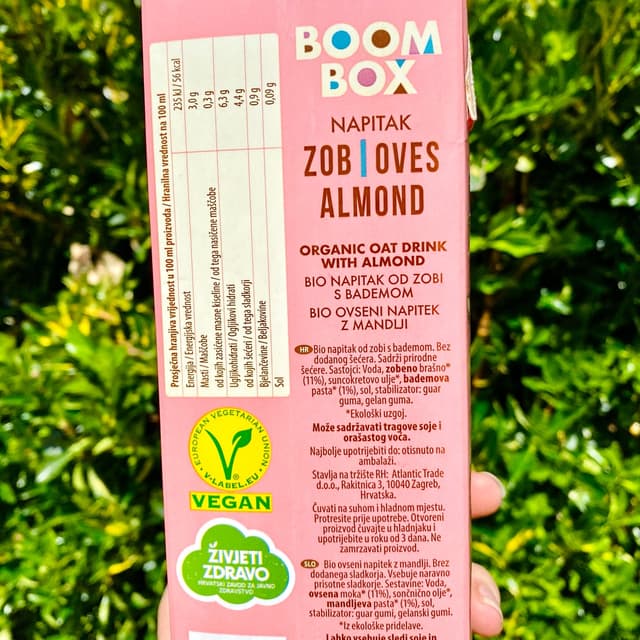 BOOM
BOX
NAPITAK
ZOB | OVES
ALMOND
ORGANIC OAT DRINK
WITH ALMOND
BIO NAPITAK OD ZOBI
S BADEMOM
BIO OVSENI NAPITEK
Z MANDLJI
HR Bio napitak od zobi s bademom. Bez
dodanog šećera. Sadrži prirodne
šećere. Sastojci: Voda, zobeno brašno*
(11%), suncokretovo ulje*, bademova
pasta* (1%), sol, stabilizator: guar
guma, gelan guma.
*Ekološki uzgoj.
Može sadržavati tragove soje i
orašastog voća.
Najbolje upotrijebiti do: otisnuto na
ambalaži.
Stavlja na tržište RH: Atlantic Trade
d.o.o., Rakitnica 3, 10040 Zagreb,
Hrvatska.
Čuvati na suhom i hladnom mjestu.
Protresite prije upotrebe. Otvoreni
proizvod čuvajte u hladnjaku i
upotrijebite u roku od 3 dana. Ne
zamrzavati proizvod.
SLO Bio ovseni napitek z mandlji. Brez
dodanega sladkorja. Vsebuje naravno
prisotne sladkorje. Sestavine: Voda,
ovsena moka* (11%), sončnično olje*,
mandljeva pasta* (1%), sol,
stabilizator: guar gumi, gelanski gumi.
*Iz ekološke pridelave.
Lahko vsebuje sledi soje in
Prosječna hranjiva vrijednost u 100 ml proizvoda / Hranilna vrednost na 100 ml
Energija / Energijska vrednost 235 kJ / 56 kcal
Masti / Maščobe 3,0 g
od kojih zasićene masne kiseline / od tega nasičene maščobe 0,3 g
Ugljikohidrati / Ogljikovi hidrati 6,3 g
od kojih šećeri / od tega sladkorji 4,4 g
Bjelančevine / Beljakovine 0,9 g
Sol 0,09 g
EUROPEAN VEGETARIAN UNION
V-LABEL.EU
VEGAN
ŽIVJETI
ZDRAVO
HRVATSKI ZAVOD ZA JAVNO
ZDRAVSTVO